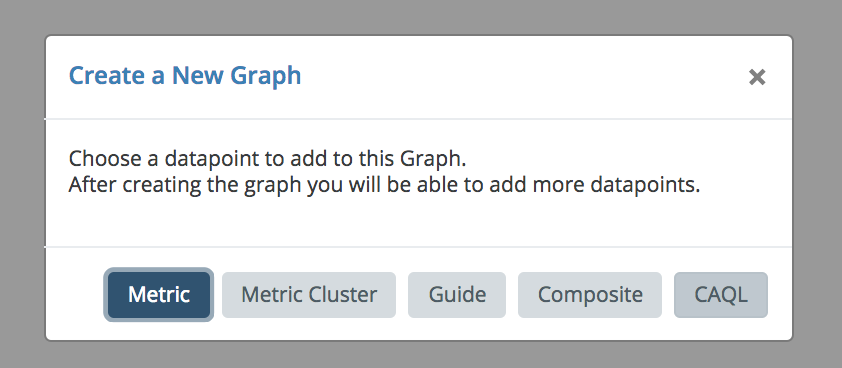 Create a New Graph
Choose a datapoint to add to this Graph.
After creating the graph you will be able to add more datapoints.
Metric Metric Cluster Guide Composite CAQL